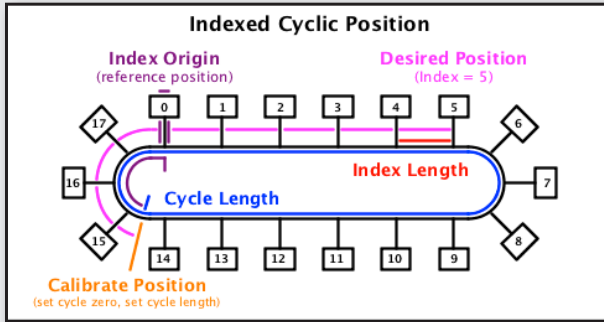 Indexed Cyclic Position
Index Origin
(reference position)
Desired Position
(Index = 5)
0 1 2 3 4 5
17 6
16 7
15 8
Index Length
Cycle Length
14 13 12 11 10 9
Calibrate Position
(set cycle zero, set cycle length)